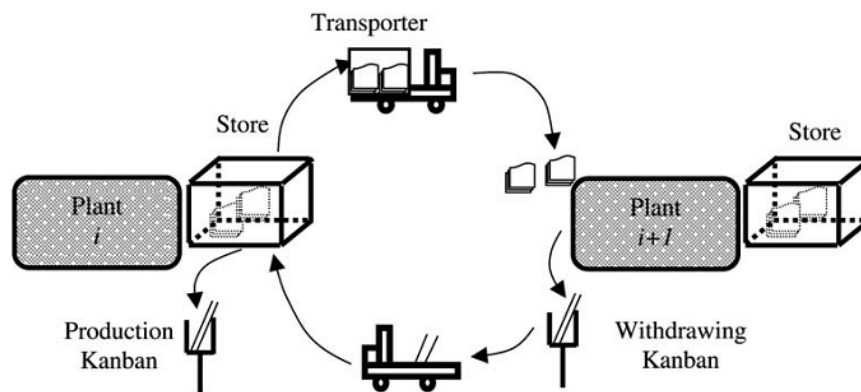 Transporter
Store
Store
Plant
i
Plant
i+1
Production
Kanban
Withdrawing
Kanban